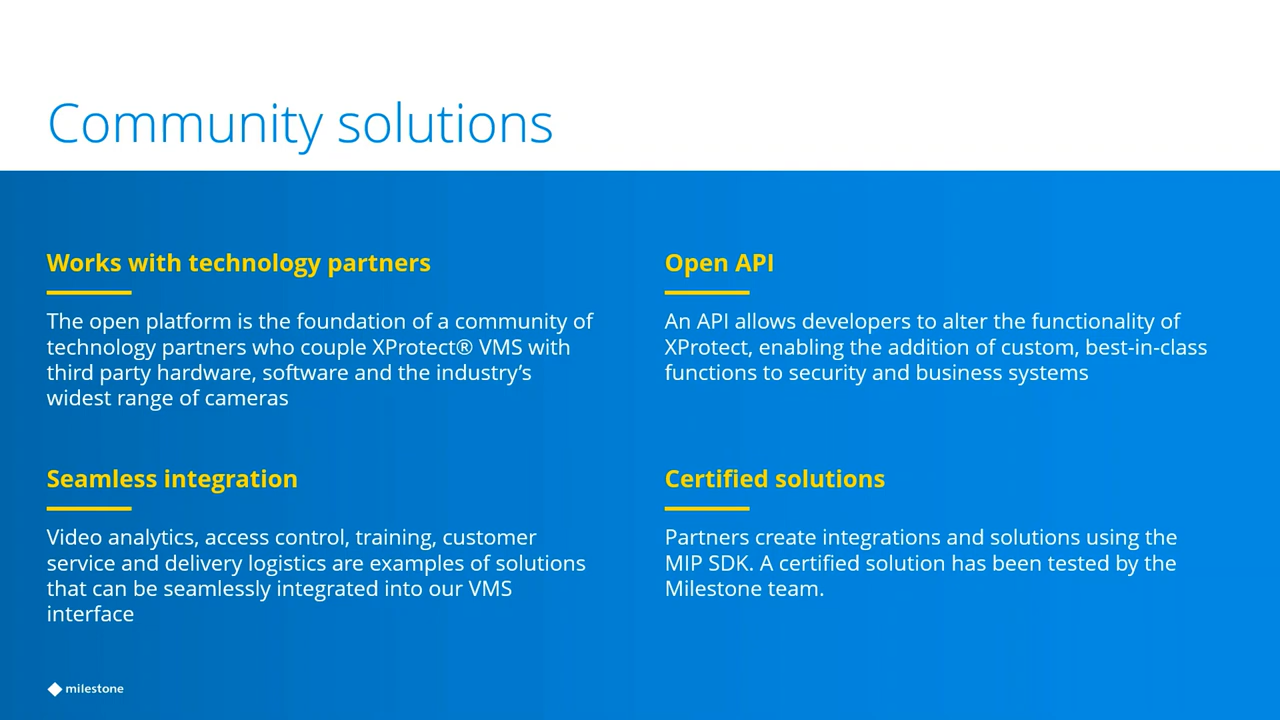 Community solutions
Works with technology partners
The open platform is the foundation of a community of
technology partners who couple XProtect® VMS with
third party hardware, software and the industry’s
widest range of cameras
Open API
An API allows developers to alter the functionality of
XProtect, enabling the addition of custom, best-in-class
functions to security and business systems
Seamless integration
Video analytics, access control, training, customer
service and delivery logistics are examples of solutions
that can be seamlessly integrated into our VMS
interface
Certified solutions
Partners create integrations and solutions using the
MIP SDK. A certified solution has been tested by the
Milestone team.
milestone